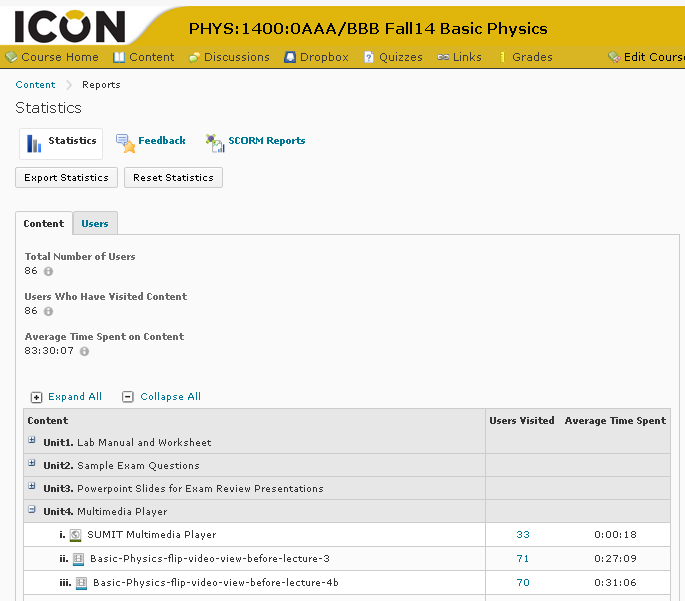 ICON
PHYS:1400:0AAA/BBB Fall14 Basic Physics
Course Home Content Discussions Dropbox Quizzes Links Grades Edit Course
Content Reports
Statistics
Statistics Feedback SCORM Reports
Export Statistics Reset Statistics
Content Users
Total Number of Users
86
Users Who Have Visited Content
86
Average Time Spent on Content
83:30:07
Expand All Collapse All
Content Users Visited Average Time Spent
Unit1. Lab Manual and Worksheet
Unit2. Sample Exam Questions
Unit3. Powerpoint Slides for Exam Review Presentations
Unit4. Multimedia Player
i. SUMIT Multimedia Player 33 0:00:18
ii. Basic-Physics-flip-video-view-before-lecture-3 71 0:27:09
iii. Basic-Physics-flip-video-view-before-lecture-4b 70 0:31:06